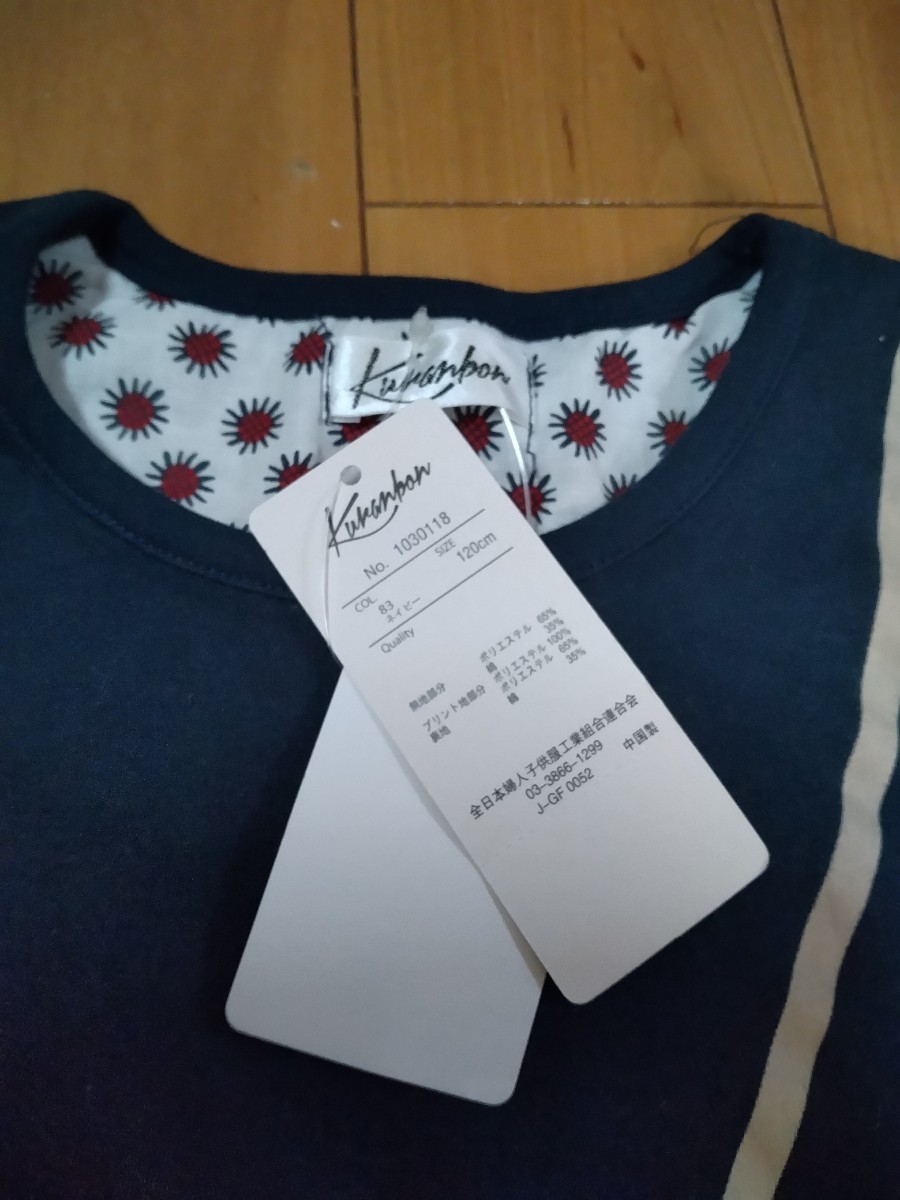 Kuranbon
Kuranbon
No. 1030118
COL. SIZE
83 120cm
ネイビー
Quality
無地部分 ポリエステル 65%
綿 35%
プリント地部分 ポリエステル 100%
裏地 ポリエステル 65%
綿 35%
全日本婦人子供服工業組合連合会
03-3866-1299 中国製
J-GF 0052